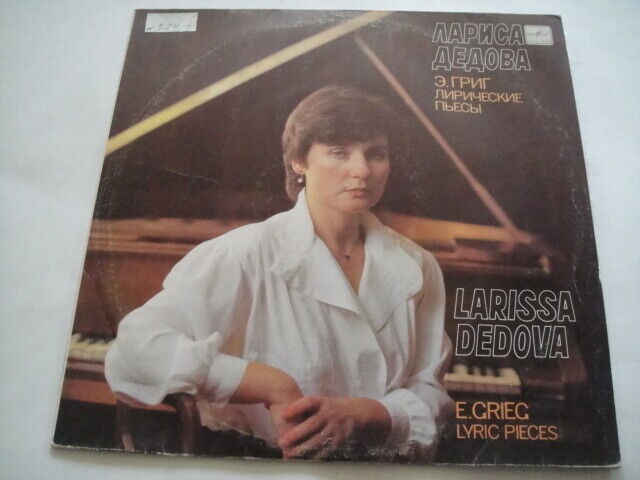 ЛАРИСА
ДЕДОВА
Э.ГРИГ
ЛИРИЧЕСКИЕ
ПЬЕСЫ
LARISSA
DEDOVA
E.GRIEG
LYRIC PIECES